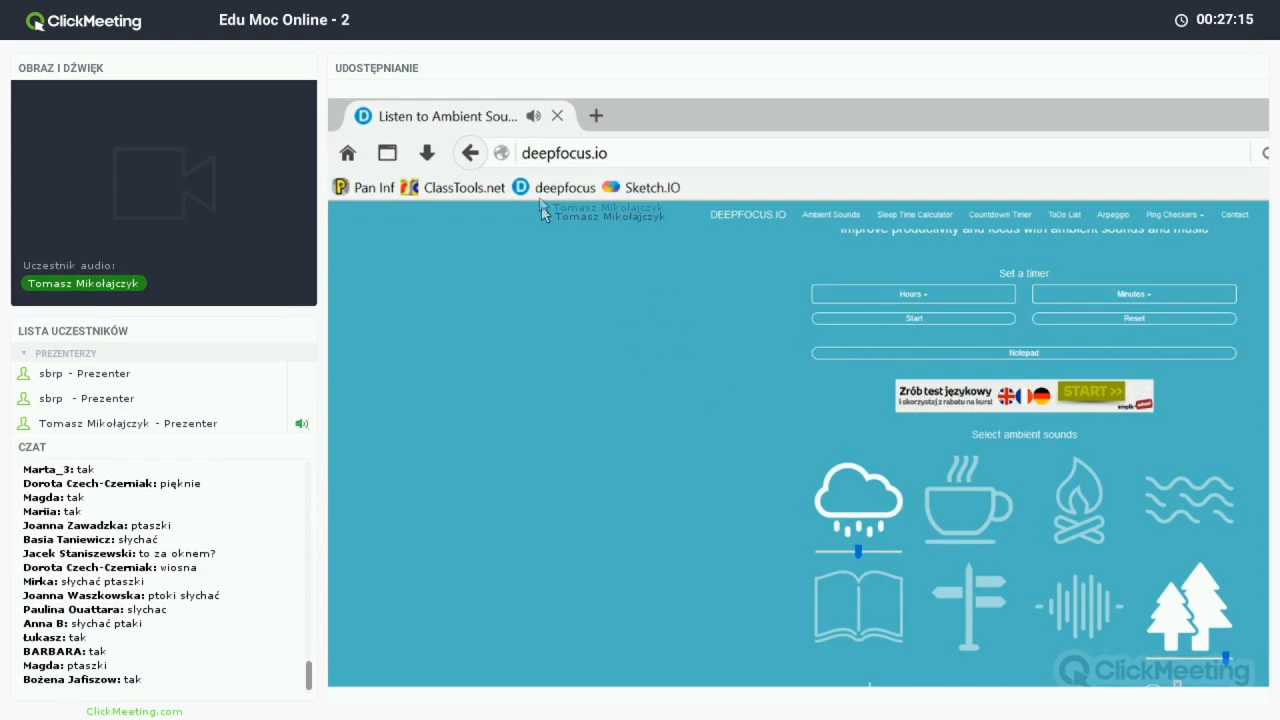 ClickMeeting
Edu Moc Online - 2
00:27:15
OBRAZ I DŹWIĘK
Uczestnik audio:
Tomasz Mikołajczyk
LISTA UCZESTNIKÓW
PREZENTERZY
sbrp - Prezenter
sbrp - Prezenter
Tomasz Mikołajczyk - Prezenter
CZAT
Marta_3: tak
Dorota Czech-Czerniak: pięknie
Magda: tak
Mariia: tak
Joanna Zawadzka: ptaszki
Basia Taniewicz: słychać
Jacek Staniszewski: to za oknem?
Dorota Czech-Czerniak: wiosna
Mirka: słychać ptaszki
Joanna Waszkowska: ptoki słychać
Paulina Ouattara: slychac
Anna B: słychać ptaki
Łukasz: tak
BARBARA: tak
Magda: ptaszki
Bożena Jafiszow: tak
ClickMeeting.com
UDOSTĘPNIANIE
Listen to Ambient Sou...
deepfocus.io
Pan Inf ClassTools.net deepfocus Sketch.IO
Tomasz Mikołajczyk
Tomasz Mikołajczyk
DEEPFOCUS.IO Ambient Sounds Sleep Time Calculator Countdown Timer ToDo List Arpeggio Ping Checkers Contact
Improve productivity and focus with ambient sounds and music
Set a timer
Hours Minutes
Start Reset
Notepad
Zrób test językowy
i skorzystaj z rabatu na kurs!
START >>
empik
Select ambient sounds
ClickMeeting